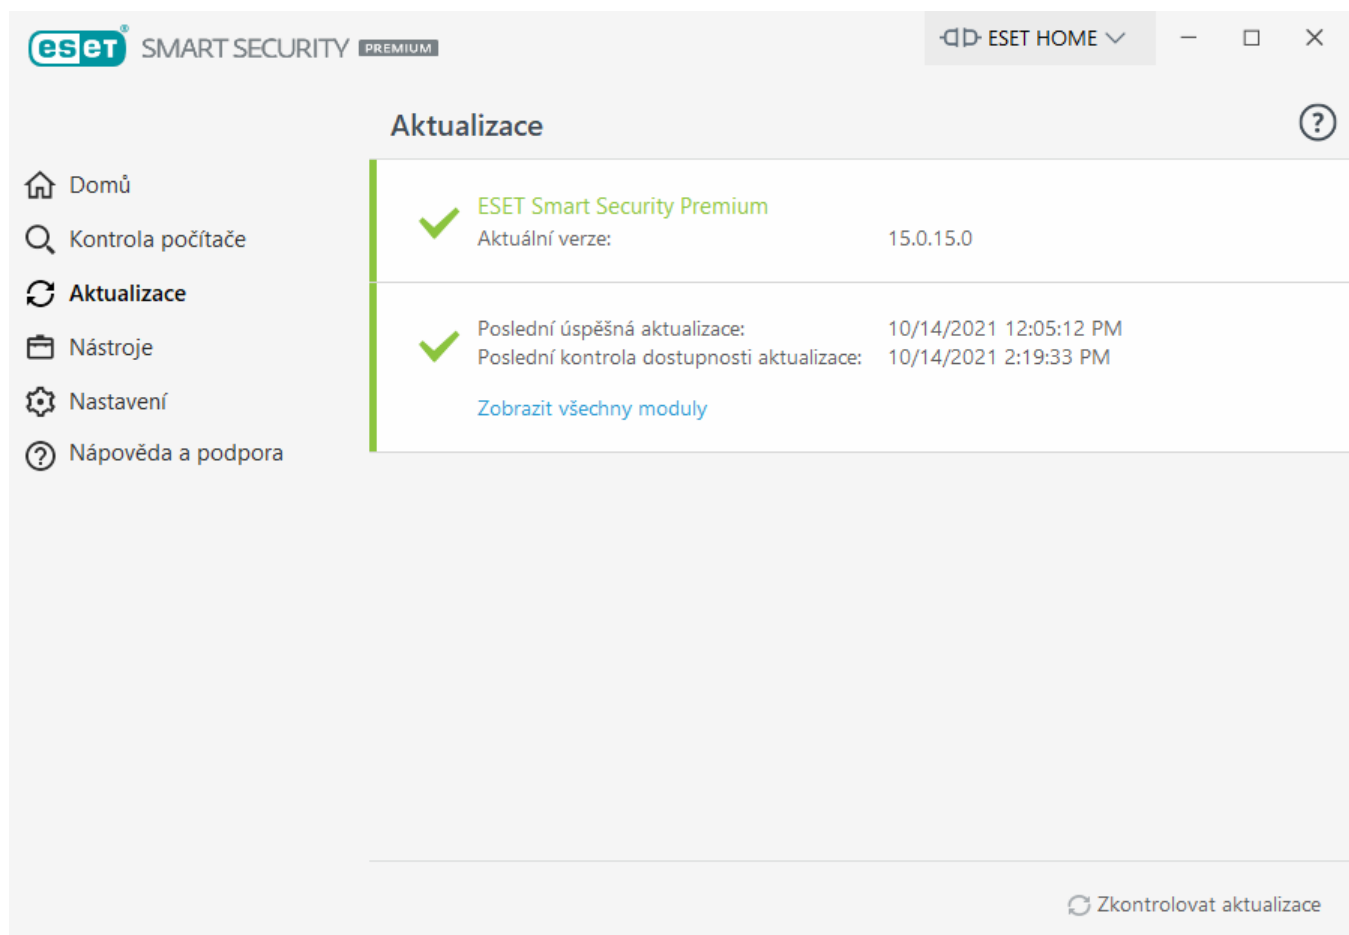 eset® SMART SECURITY PREMIUM
ESET HOME
Aktualizace
Domů
Kontrola počítače
Aktualizace
Nástroje
Nastavení
Nápověda a podpora
ESET Smart Security Premium
Aktuální verze: 15.0.15.0
Poslední úspěšná aktualizace: 10/14/2021 12:05:12 PM
Poslední kontrola dostupnosti aktualizace: 10/14/2021 2:19:33 PM
Zobrazit všechny moduly
Zkontrolovat aktualizace